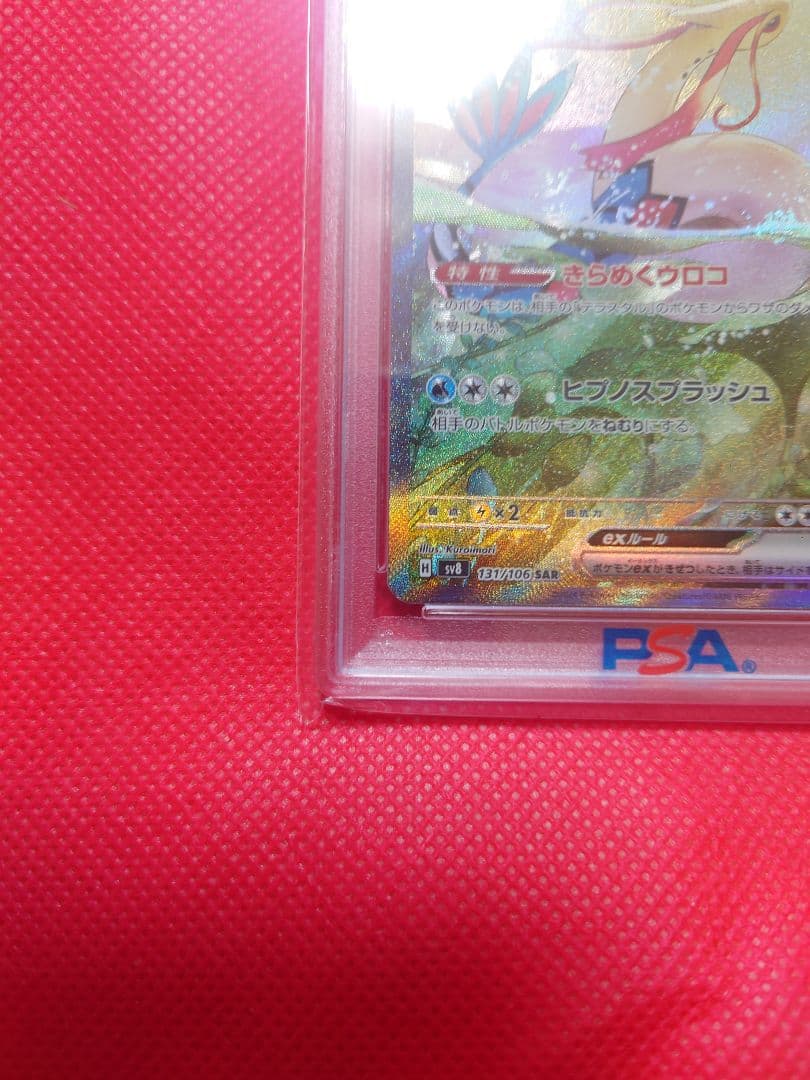 特性 きらめくウロコ
このポケモンは、相手の「テラスタル」のポケモンからワザのダ
を受けない。
ヒプノスプラッシュ
相手のバトルポケモンをねむりにする。
弱点 ×2 抵抗力
exルール
Illus. Kuroimori
ポケモンexがきぜつしたとき、相手はサイドを
H sv8 131/106 SAR
PSA®